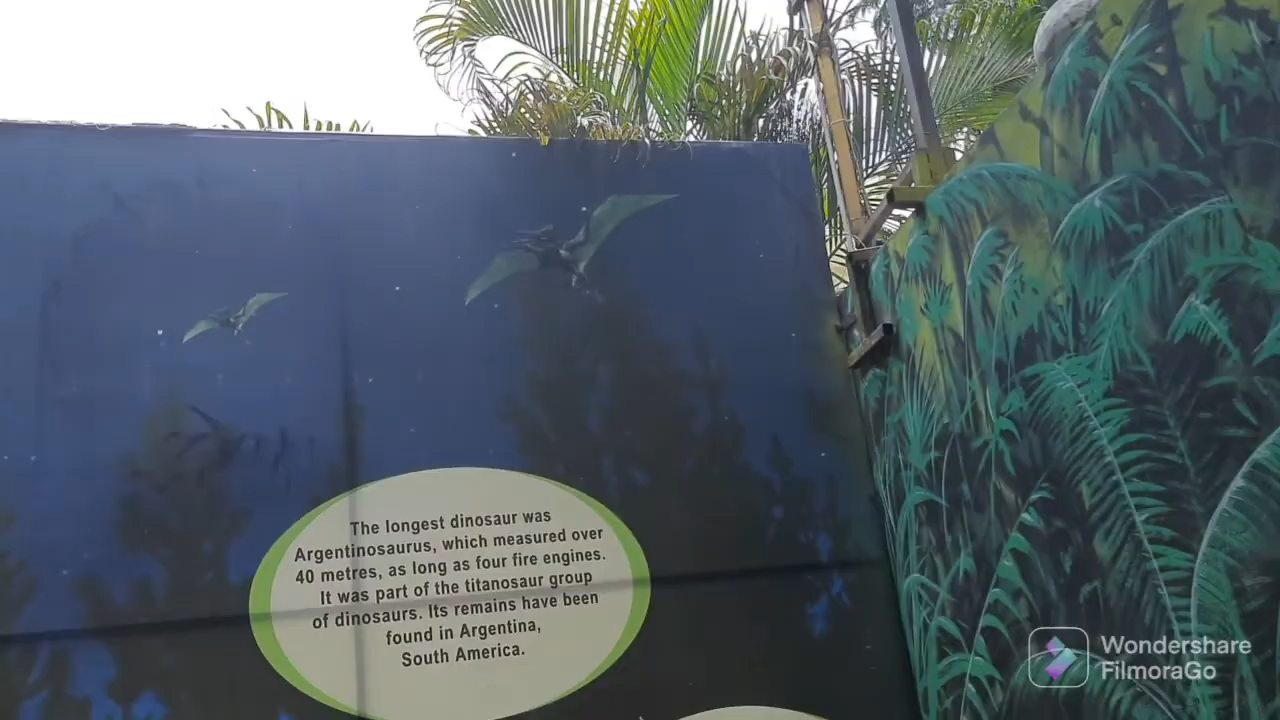 The longest dinosaur was
Argentinosaurus, which measured over
40 metres, as long as four fire engines.
It was part of the titanosaur group
of dinosaurs. Its remains have been
found in Argentina,
South America.
Wondershare
FilmoraGo